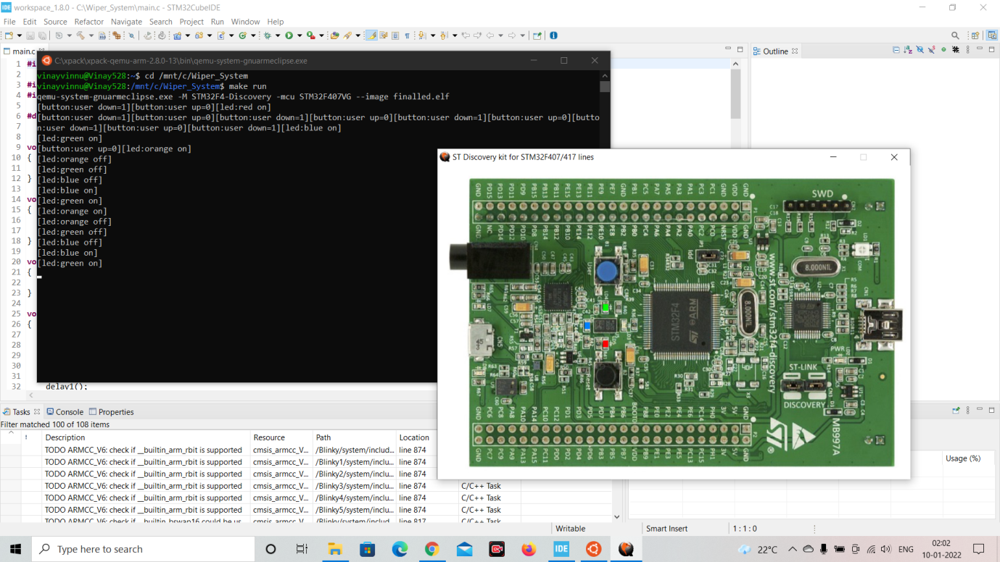 workspace_1.8.0 - C:\Wiper_System\main.c - STM32CubeIDE
File Edit Source Refactor Navigate Search Project Run Window Help
main.c
Outline
C:\xpack\xpack-qemu-arm-2.8.0-13\bin\qemu-system-gnuarmeclipse.exe
vinayvinnu@Vinay528:~$ cd /mnt/c/Wiper_System
vinayvinnu@Vinay528:/mnt/c/Wiper_System$ make run
qemu-system-gnuarmeclipse.exe -M STM32F4-Discovery -mcu STM32F407VG --image finalled.elf
[button:user down=1][button:user up=0][led:red on]
[button:user down=1][button:user up=0][button:user down=1][button:user up=0][button:user down=1][button:user up=0][butto
n:user down=1][button:user up=0][button:user down=1][led:blue on]
[led:green on]
[button:user up=0][led:orange on]
[led:orange off]
[led:green off]
[led:blue off]
[led:blue on]
[led:green on]
[led:orange on]
[led:orange off]
[led:green off]
[led:blue off]
[led:blue on]
[led:green on]
1 #i
2
3 #i
4 #i
5
6 #d
7
8
9 vo
10 {
11
12 }
13
14 vo
15 {
16
17
18 }
19
20 vo
21 {
22
23 }
24
25 vo
26 {
27
28
29
30
31
32 delay1();
ST Discovery kit for STM32F407/417 lines
SWD
8.000NIL
8.000NIL
STM32F4
ARM
www.st.com/stm32f4-discovery
User
Reset
PWR
COM
ST-LINK
DISCOVERY
MB997A
Tasks Console Properties
Filter matched 100 of 108 items
! Description Resource Path Location
TODO ARMCC_V6: check if __builtin_arm_rbit is supported cmsis_armcc_V... /Blinky/system/includ... line 874
TODO ARMCC_V6: check if __builtin_arm_rbit is supported cmsis_armcc_V... /Blinky1/system/inclu... line 874
TODO ARMCC_V6: check if __builtin_arm_rbit is supported cmsis_armcc_V... /Blinky2/system/inclu... line 874
TODO ARMCC_V6: check if __builtin_arm_rbit is supported cmsis_armcc_V... /Blinky3/system/inclu... line 874 C/C++ Task
TODO ARMCC_V6: check if __builtin_arm_rbit is supported cmsis_armcc_V... /Blinky4/system/inclu... line 874 C/C++ Task
TODO ARMCC_V6: check if __builtin_arm_rbit is supported cmsis_armcc_V... /Blinky5/system/inclu... line 874 C/C++ Task
TODO ARMCC_V6: check if __builtin_bswap16 could be us... cmsis_armcc_V... /Blinky/system/includ... line 817 C/C++ Task
Usage (%)
Writable Smart Insert 1 : 1 : 0
Type here to search
IDE
22°C
ENG
02:02
10-01-2022